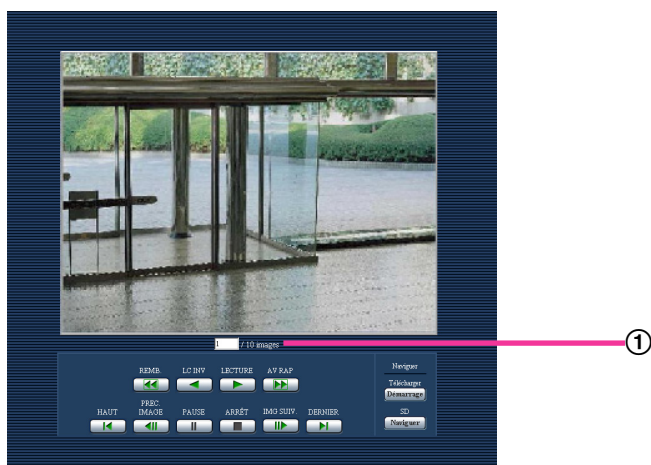 1 / 10 images
①
REMB. LC INV LECTURE AV RAP
HAUT PREC. IMAGE PAUSE ARRÊT IMG SUIV. DERNIER
Naviguer
Télécharger
Démarrage
SD
Naviguer